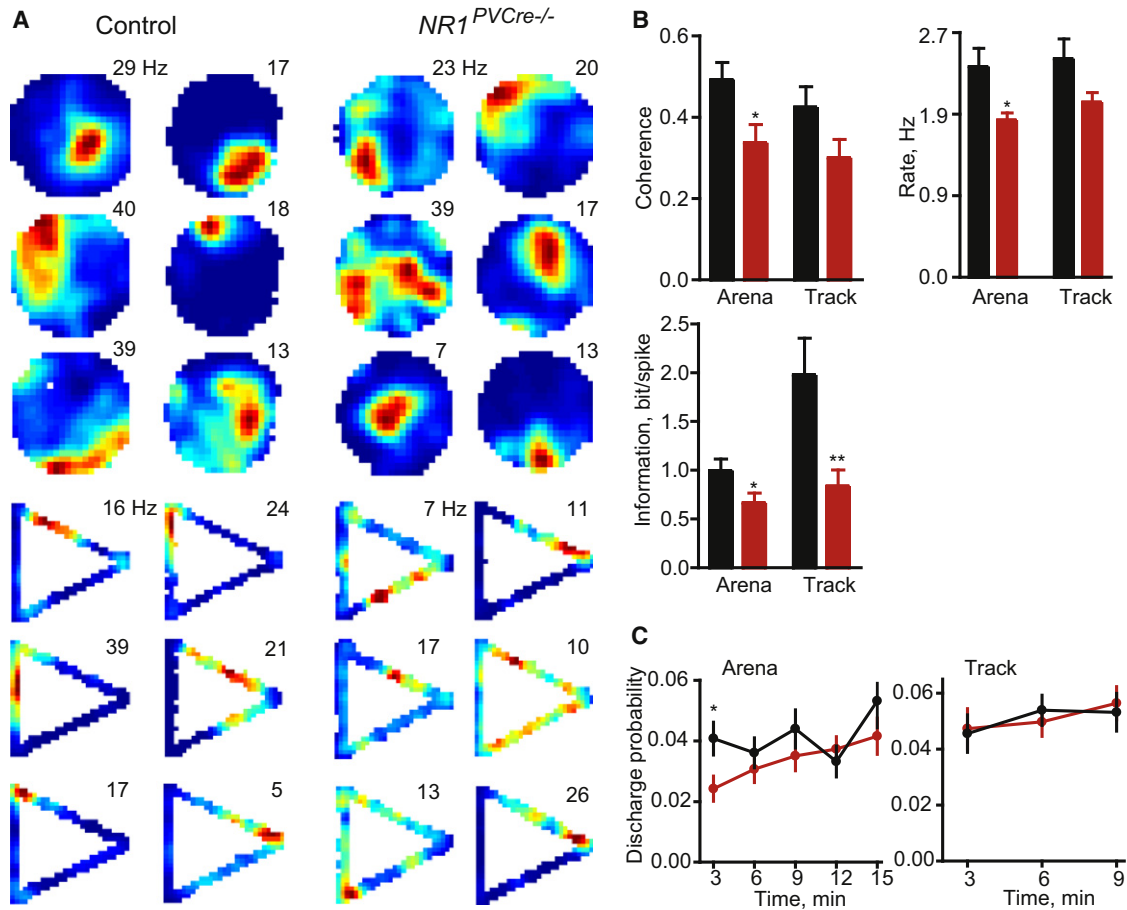 A
Control
NR1 PVCre-/-
29 Hz 17 23 Hz 20
40 18 39 17
39 13 7 13
16 Hz 24 7 Hz 11
39 21 17 10
17 5 13 26
B
Coherence
0.6
0.4
0.2
0.0
*
Arena Track
Rate, Hz
2.7
1.9
0.9
0.0
*
Arena Track
Information, bit/spike
2.5
2.0
1.0
0.5
0.0
*
**
Arena Track
C
Discharge probability
Arena
0.06
0.04
0.02
0.00
*
3 6 9 12 15
Time, min
Track
0.06
0.04
0.02
0.00
3 6 9
Time, min